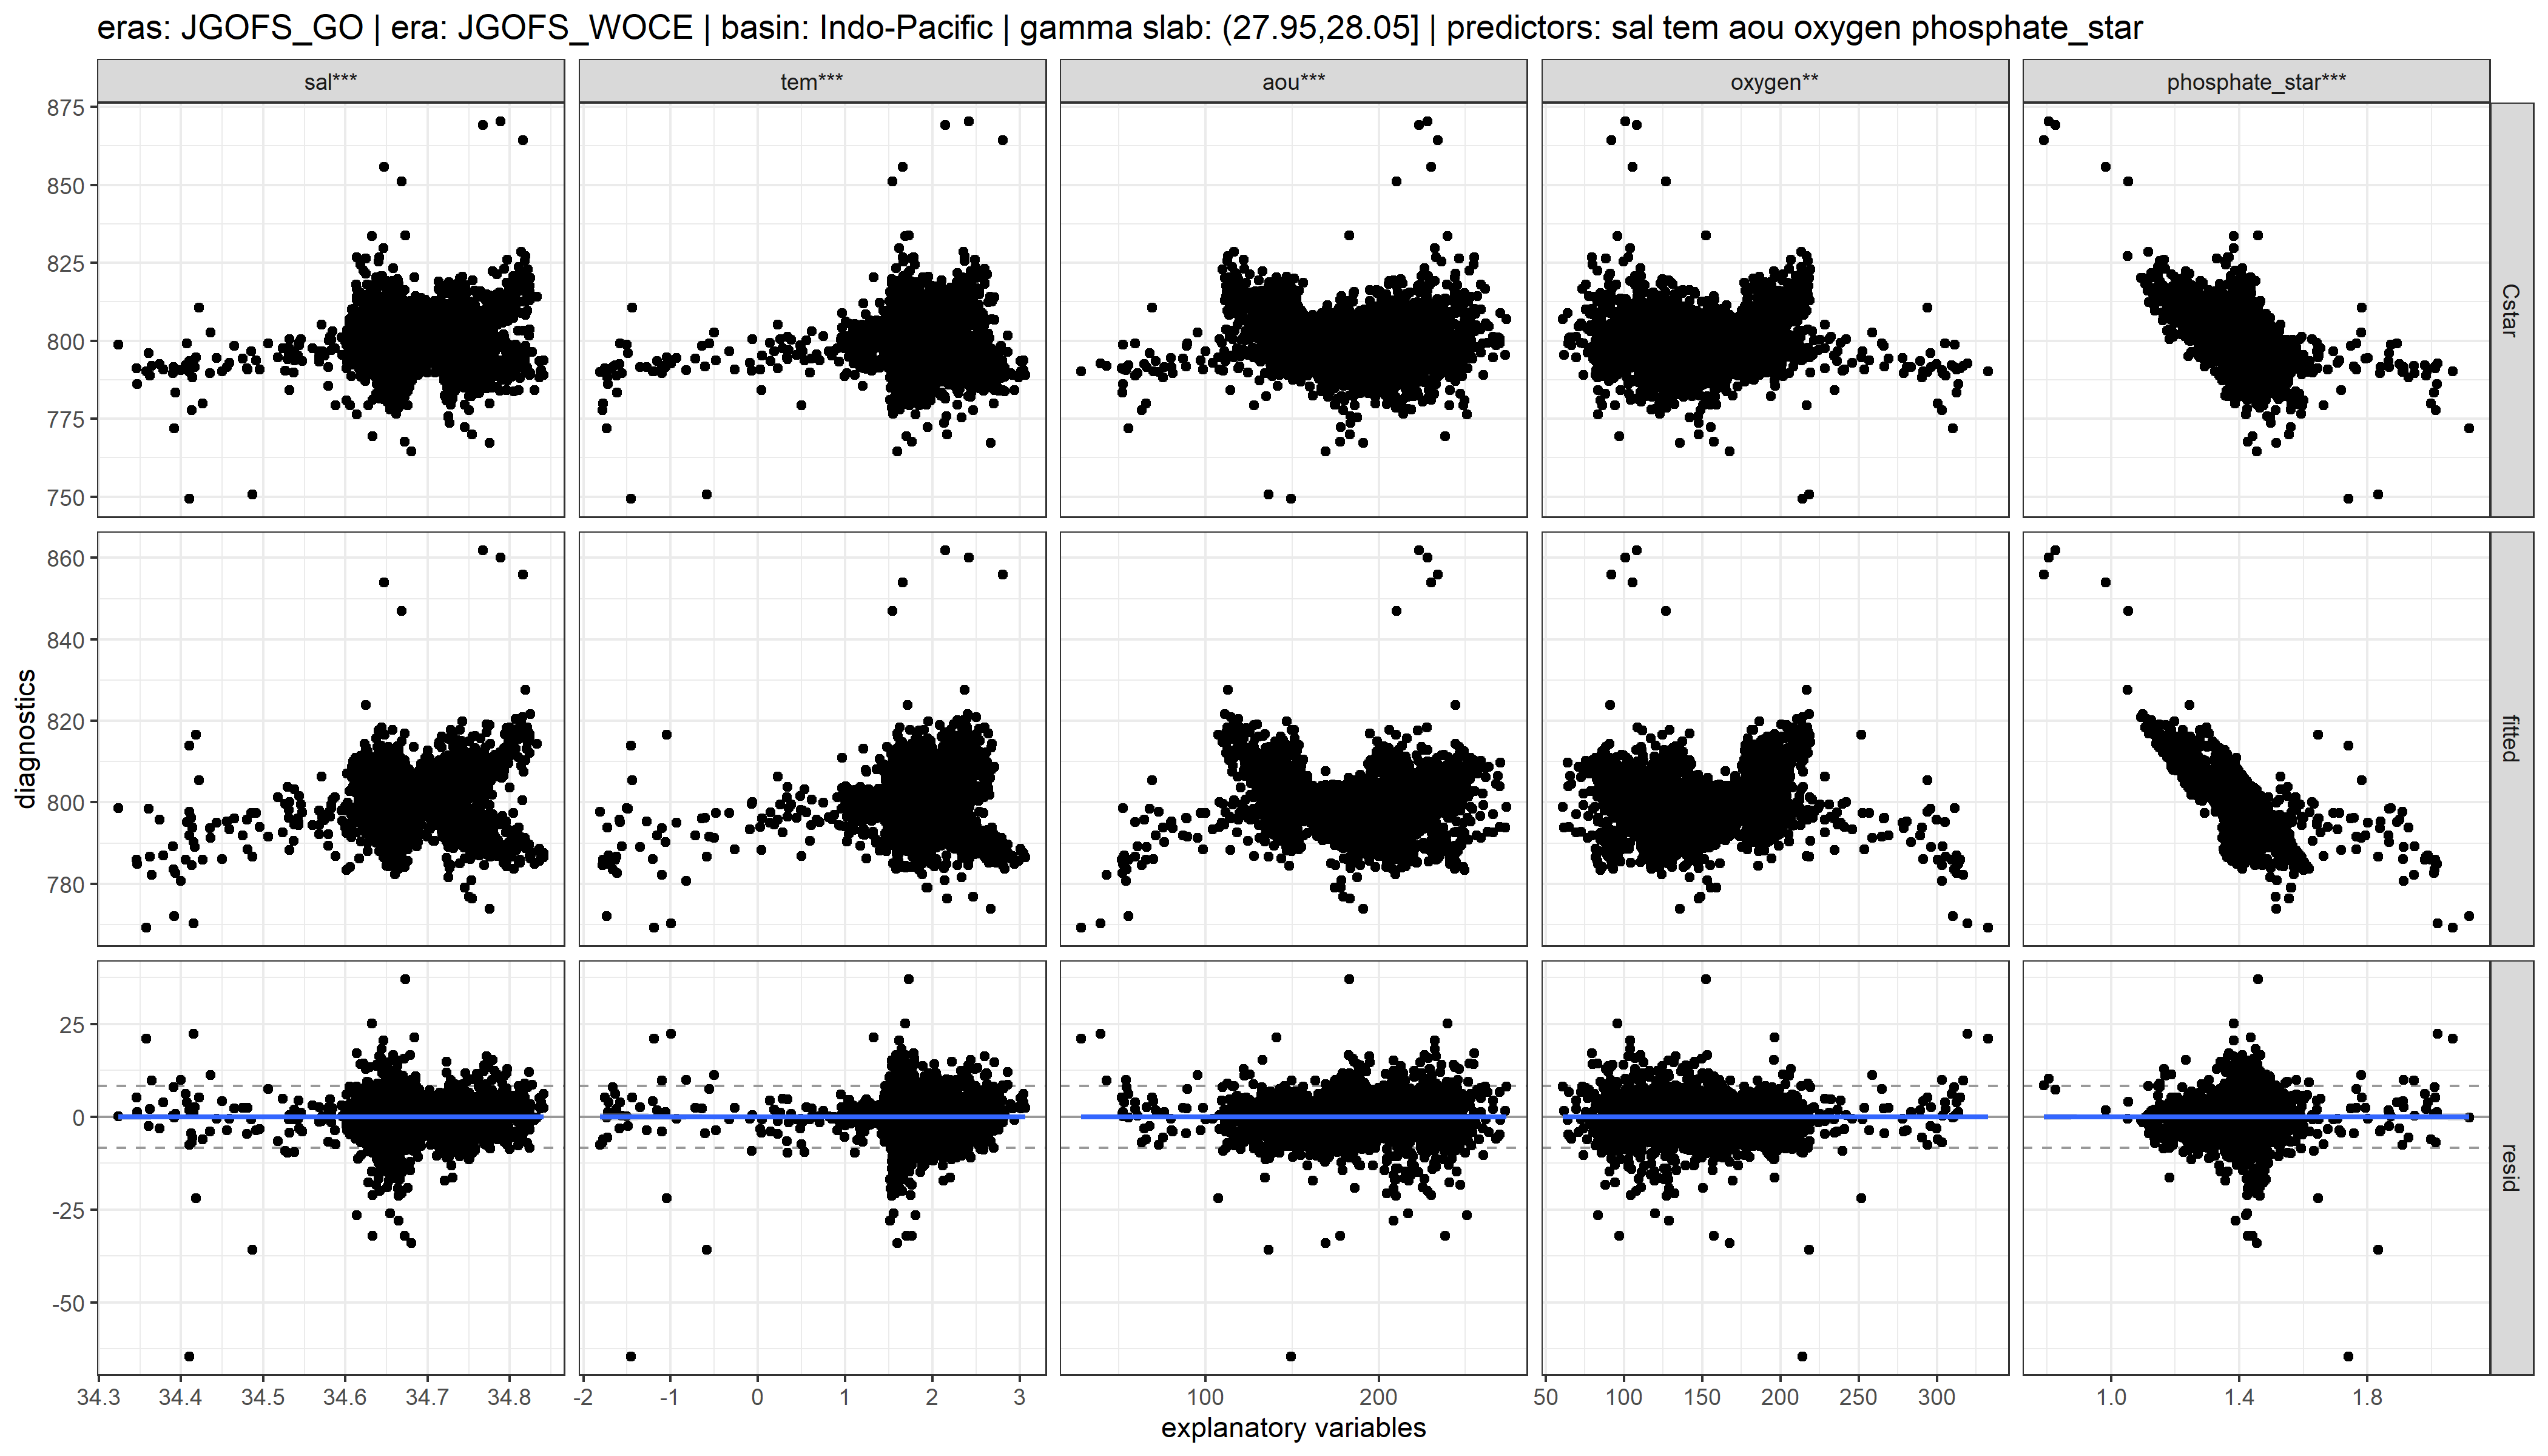 eras: JGOFS_GO | era: JGOFS_WOCE | basin: Indo-Pacific | gamma slab: (27.95,28.05] | predictors: sal tem aou oxygen phosphate_star
sal*** tem*** aou*** oxygen** phosphate_star***
875
850
825
800
775
750
Cstar
860
840
820
800
780
fitted
diagnostics
25
0
-25
-50
resid
34.3 34.4 34.5 34.6 34.7 34.8 -2 -1 0 1 2 3 100 200 50 100 150 200 250 300 1.0 1.4 1.8
explanatory variables